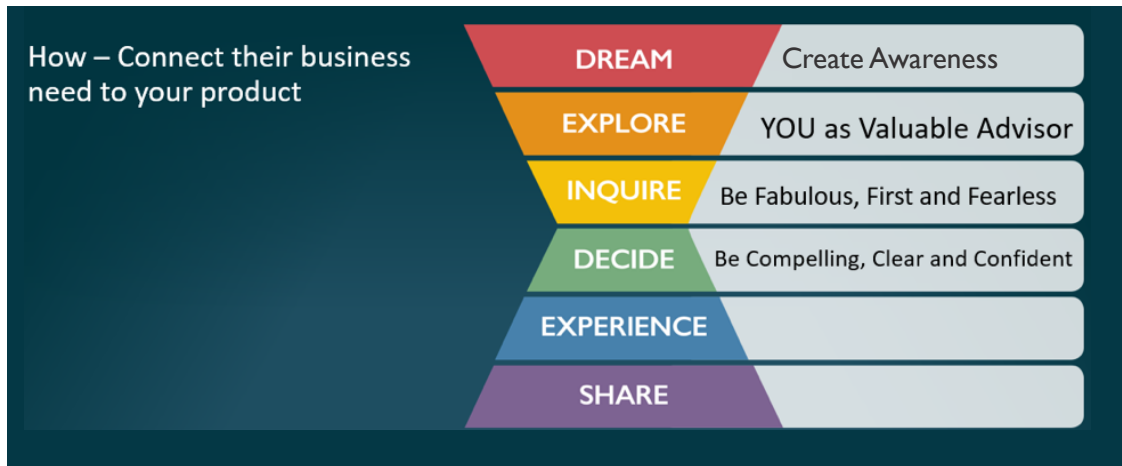 How – Connect their business
need to your product
DREAM Create Awareness
EXPLORE YOU as Valuable Advisor
INQUIRE Be Fabulous, First and Fearless
DECIDE Be Compelling, Clear and Confident
EXPERIENCE
SHARE